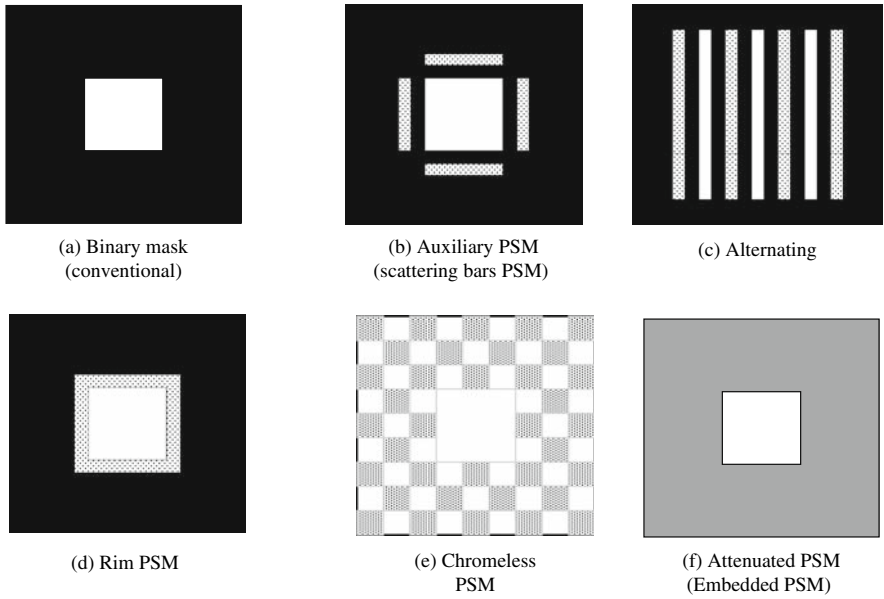 (a) Binary mask
(conventional)
(b) Auxiliary PSM
(scattering bars PSM)
(c) Alternating
(d) Rim PSM
(e) Chromeless
PSM
(f) Attenuated PSM
(Embedded PSM)